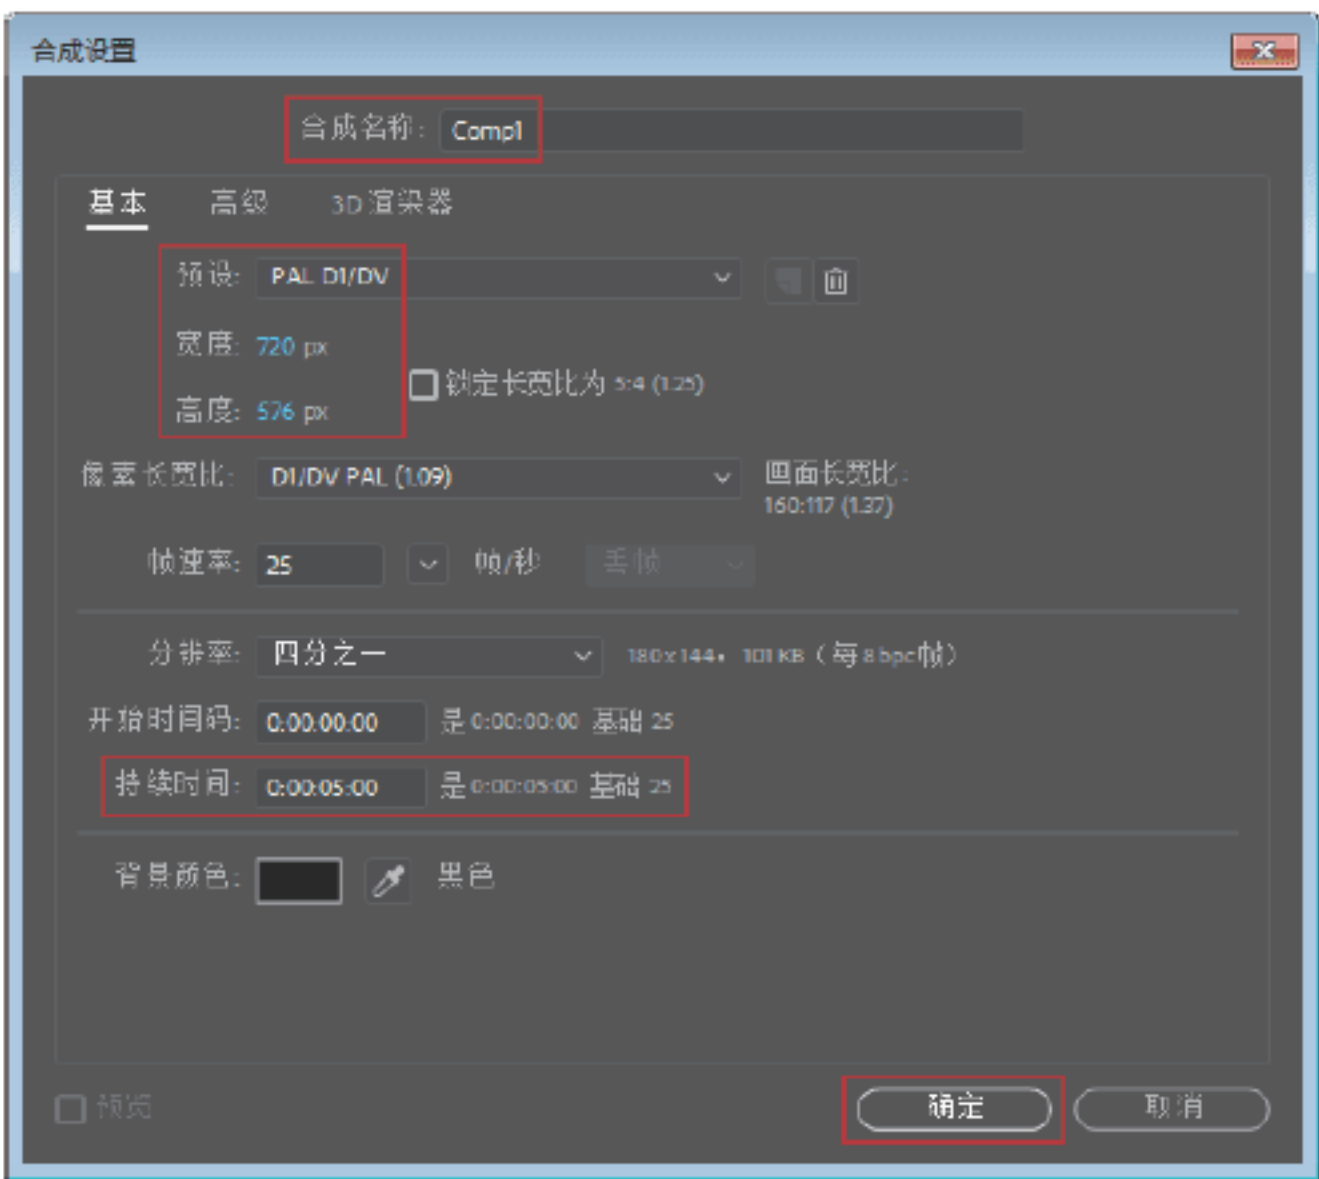 合成设置
合成名称: Comp1
基本 高级 3D 渲染器
预设: PAL D1/DV
宽度: 720 px
锁定长宽比为 5:4 (1.25)
高度: 576 px
像素长宽比: D1/DV PAL (1.09) 画面长宽比:
160:117 (1.37)
帧速率: 25 帧/秒 丢帧
分辨率: 四分之一 180x144, 101 KB（每 8 bpc 帧）
开始时间码: 0:00:00:00 是 0:00:00:00 基础 25
持续时间: 0:00:05:00 是 0:00:05:00 基础 25
背景颜色: 黑色
预览 确定 取消